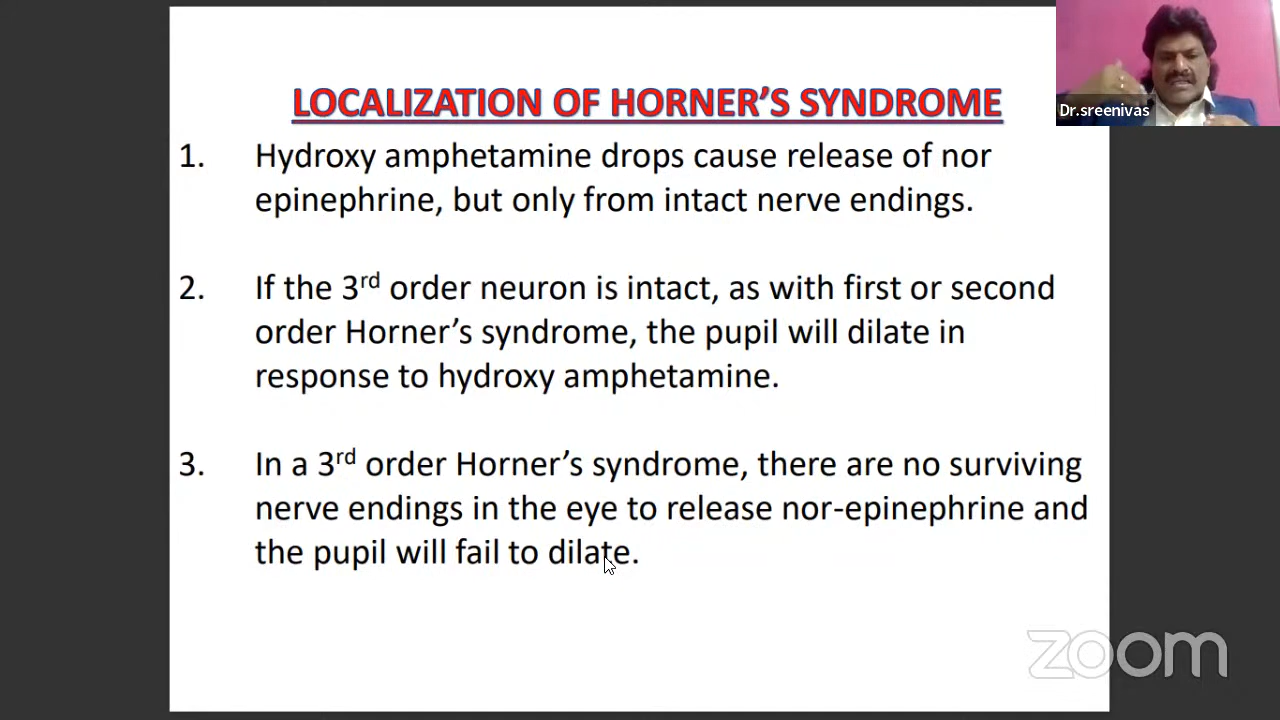 LOCALIZATION OF HORNER'S SYNDROME
Dr.sreenivas
1. Hydroxy amphetamine drops cause release of nor
epinephrine, but only from intact nerve endings.
2. If the 3rd order neuron is intact, as with first or second
order Horner's syndrome, the pupil will dilate in
response to hydroxy amphetamine.
3. In a 3rd order Horner's syndrome, there are no surviving
nerve endings in the eye to release nor-epinephrine and
the pupil will fail to dilate.
zoom